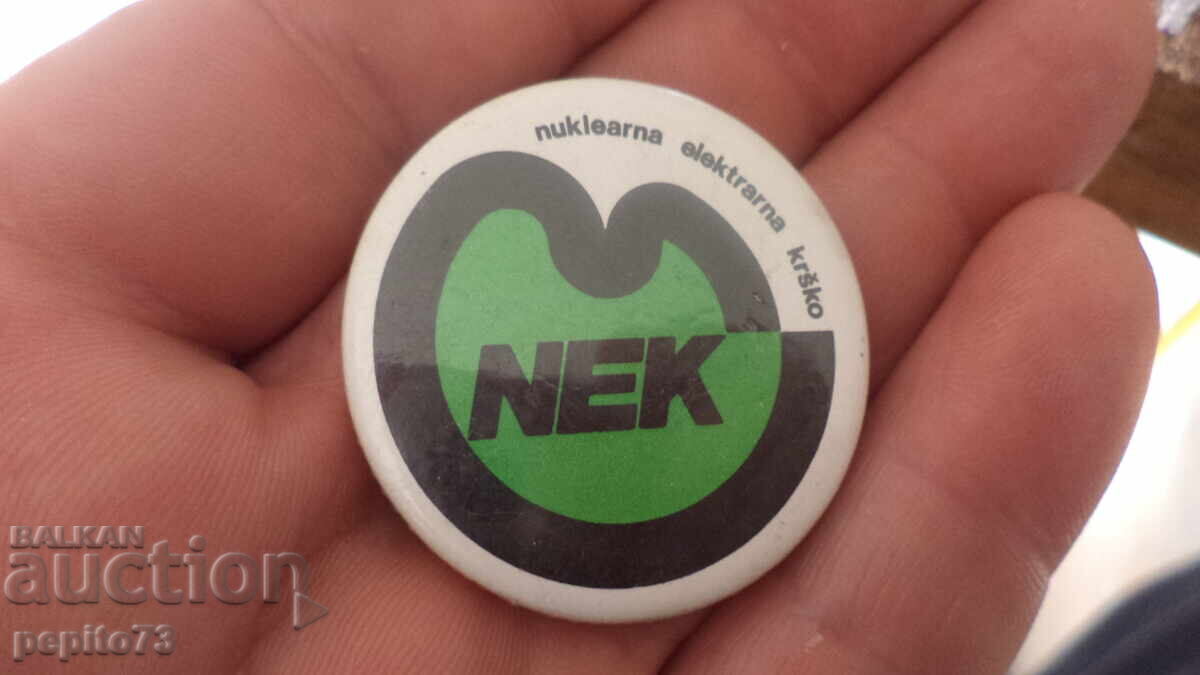 nuklearna elektrarna krško
NEK
BALKAN
auction
pepito73